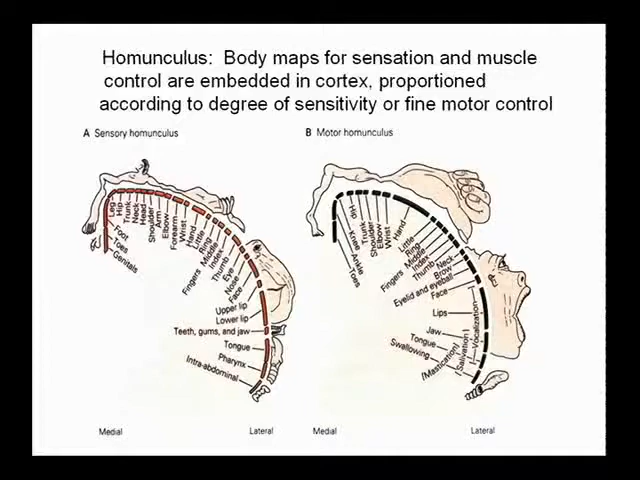 Homunculus: Body maps for sensation and muscle
control are embedded in cortex, proportioned
according to degree of sensitivity or fine motor control
A Sensory homunculus
Leg
Hip
Trunk
Neck
Head
Shoulder
Arm
Elbow
Forearm
Wrist
Hand
Little
Ring
Middle
Index
Thumb
Fingers
Eye
Nose
Face
Upper lip
Lower lip
Teeth, gums, and jaw
Tongue
Pharynx
Intra-abdominal
Foot
Toes
Genitals
Medial
Lateral
B Motor homunculus
Hip
Trunk
Shoulder
Elbow
Wrist
Hand
Little
Ring
Middle
Index
Thumb
Fingers
Neck
Brow
Eyelid and eyeball
Face
Lips
Jaw
Tongue
Swallowing
[Mastication]
[Salivation]
[Vocalization]
Knee
Ankle
Toes
Medial
Lateral